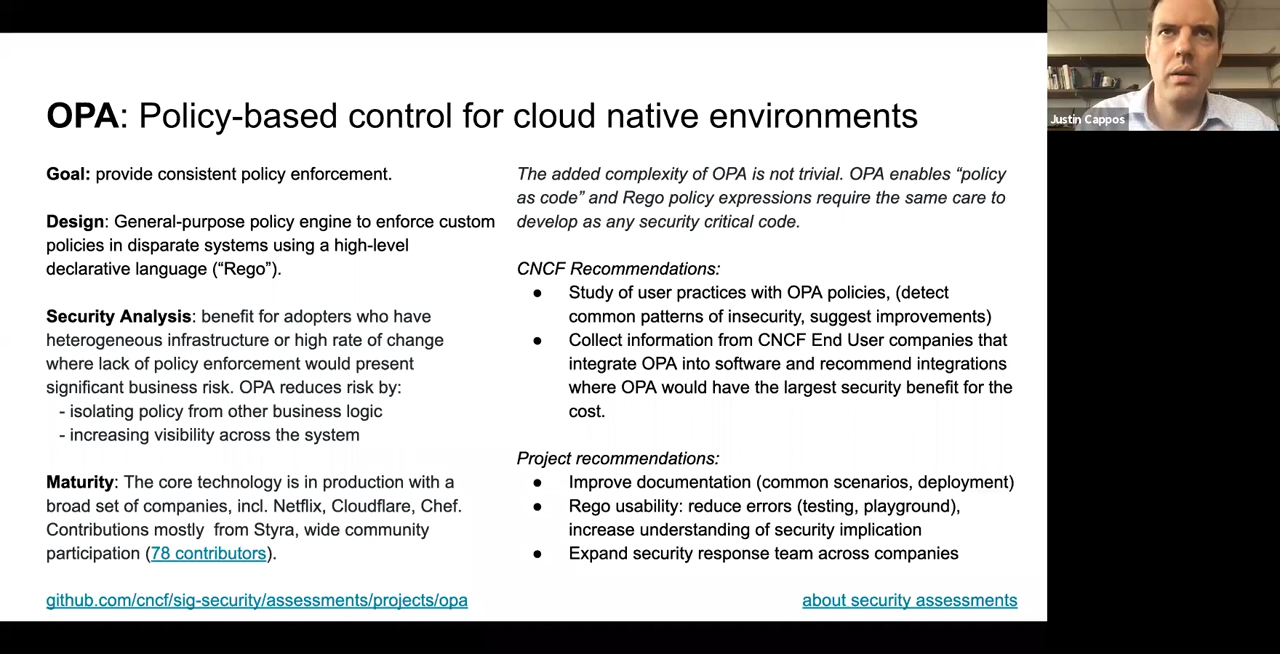 OPA: Policy-based control for cloud native environments
Goal: provide consistent policy enforcement.
Design: General-purpose policy engine to enforce custom
policies in disparate systems using a high-level
declarative language (“Rego”).
Security Analysis: benefit for adopters who have
heterogeneous infrastructure or high rate of change
where lack of policy enforcement would present
significant business risk. OPA reduces risk by:
- isolating policy from other business logic
- increasing visibility across the system
Maturity: The core technology is in production with a
broad set of companies, incl. Netflix, Cloudflare, Chef.
Contributions mostly from Styra, wide community
participation (78 contributors).
github.com/cncf/sig-security/assessments/projects/opa
The added complexity of OPA is not trivial. OPA enables “policy
as code” and Rego policy expressions require the same care to
develop as any security critical code.
CNCF Recommendations:
● Study of user practices with OPA policies, (detect
common patterns of insecurity, suggest improvements)
● Collect information from CNCF End User companies that
integrate OPA into software and recommend integrations
where OPA would have the largest security benefit for the
cost.
Project recommendations:
● Improve documentation (common scenarios, deployment)
● Rego usability: reduce errors (testing, playground),
increase understanding of security implication
● Expand security response team across companies
about security assessments
Justin Cappos